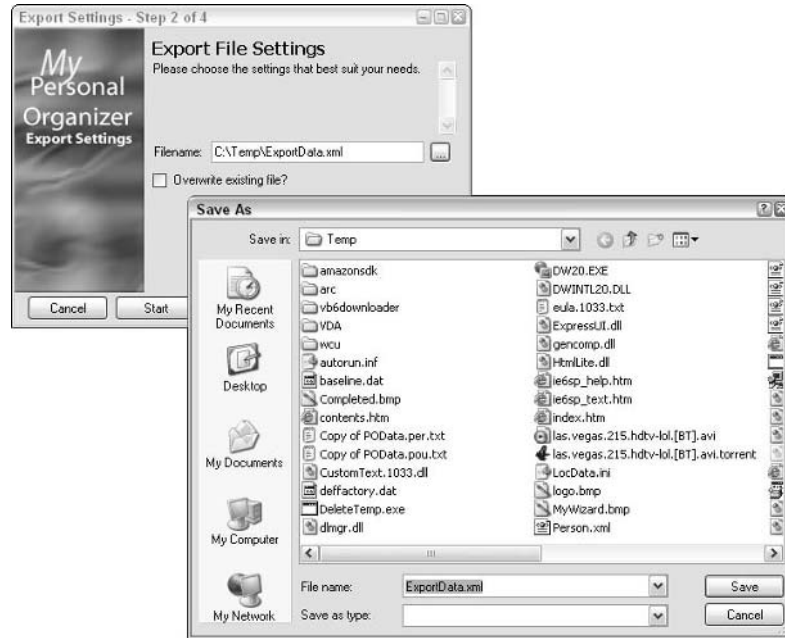 Export Settings - Step 2 of 4
My
Personal
Organizer
Export Settings
Export File Settings
Please choose the settings that best suit your needs.
Filename: C:\Temp\ExportData.xml ...
Overwrite existing file?
Cancel Start
Save As
Save in: Temp
My Recent
Documents
Desktop
My Documents
My Computer
My Network
amazonsdk
arc
vb6downloader
VDA
wcu
autorun.inf
baseline.dat
Completed.bmp
contents.htm
Copy of POData.per.txt
Copy of POData.pou.txt
CustomText.1033.dll
deffactory.dat
DeleteTemp.exe
dlmgr.dll
DW20.EXE
DWINTL20.DLL
eula.1033.txt
ExpressUI.dll
gencomp.dll
HtmlLite.dll
ie6sp_help.htm
ie6sp_text.htm
index.htm
las.vegas.215.hdtv-lol.[BT].avi
las.vegas.215.hdtv-lol.[BT].avi.torrent
LocData.ini
logo.bmp
MyWizard.bmp
Person.xml
File name: ExportData.xml Save
Save as type: Cancel